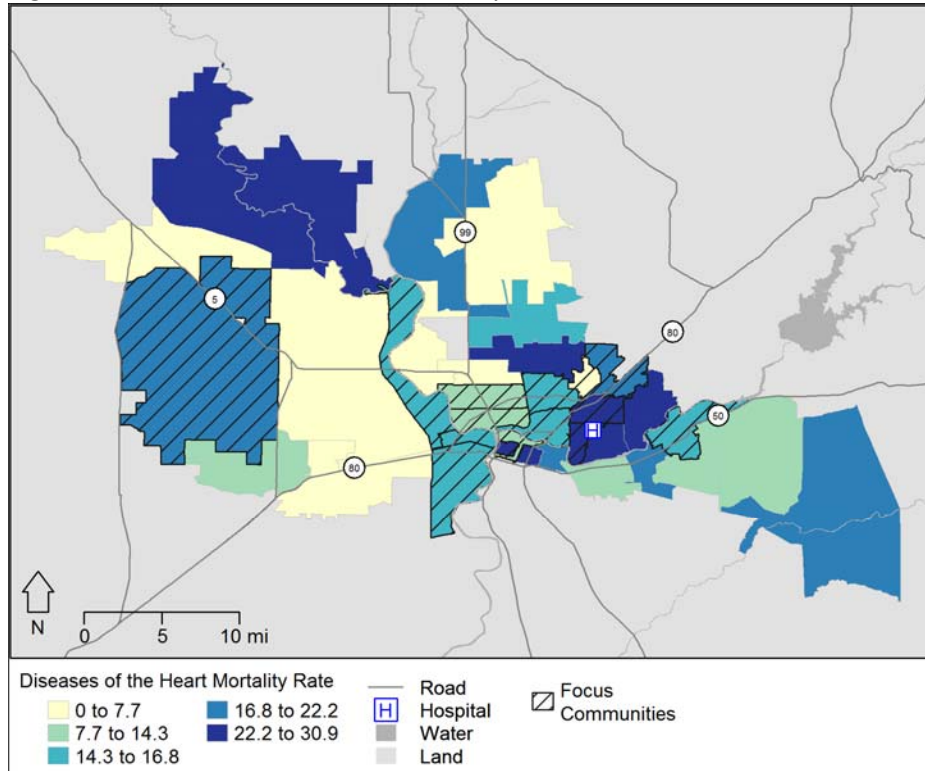 99
5
80
50
H
80
N
0 5 10 mi
Diseases of the Heart Mortality Rate
0 to 7.7
7.7 to 14.3
14.3 to 16.8
16.8 to 22.2
22.2 to 30.9
Road
H Hospital
Water
Land
Focus
Communities